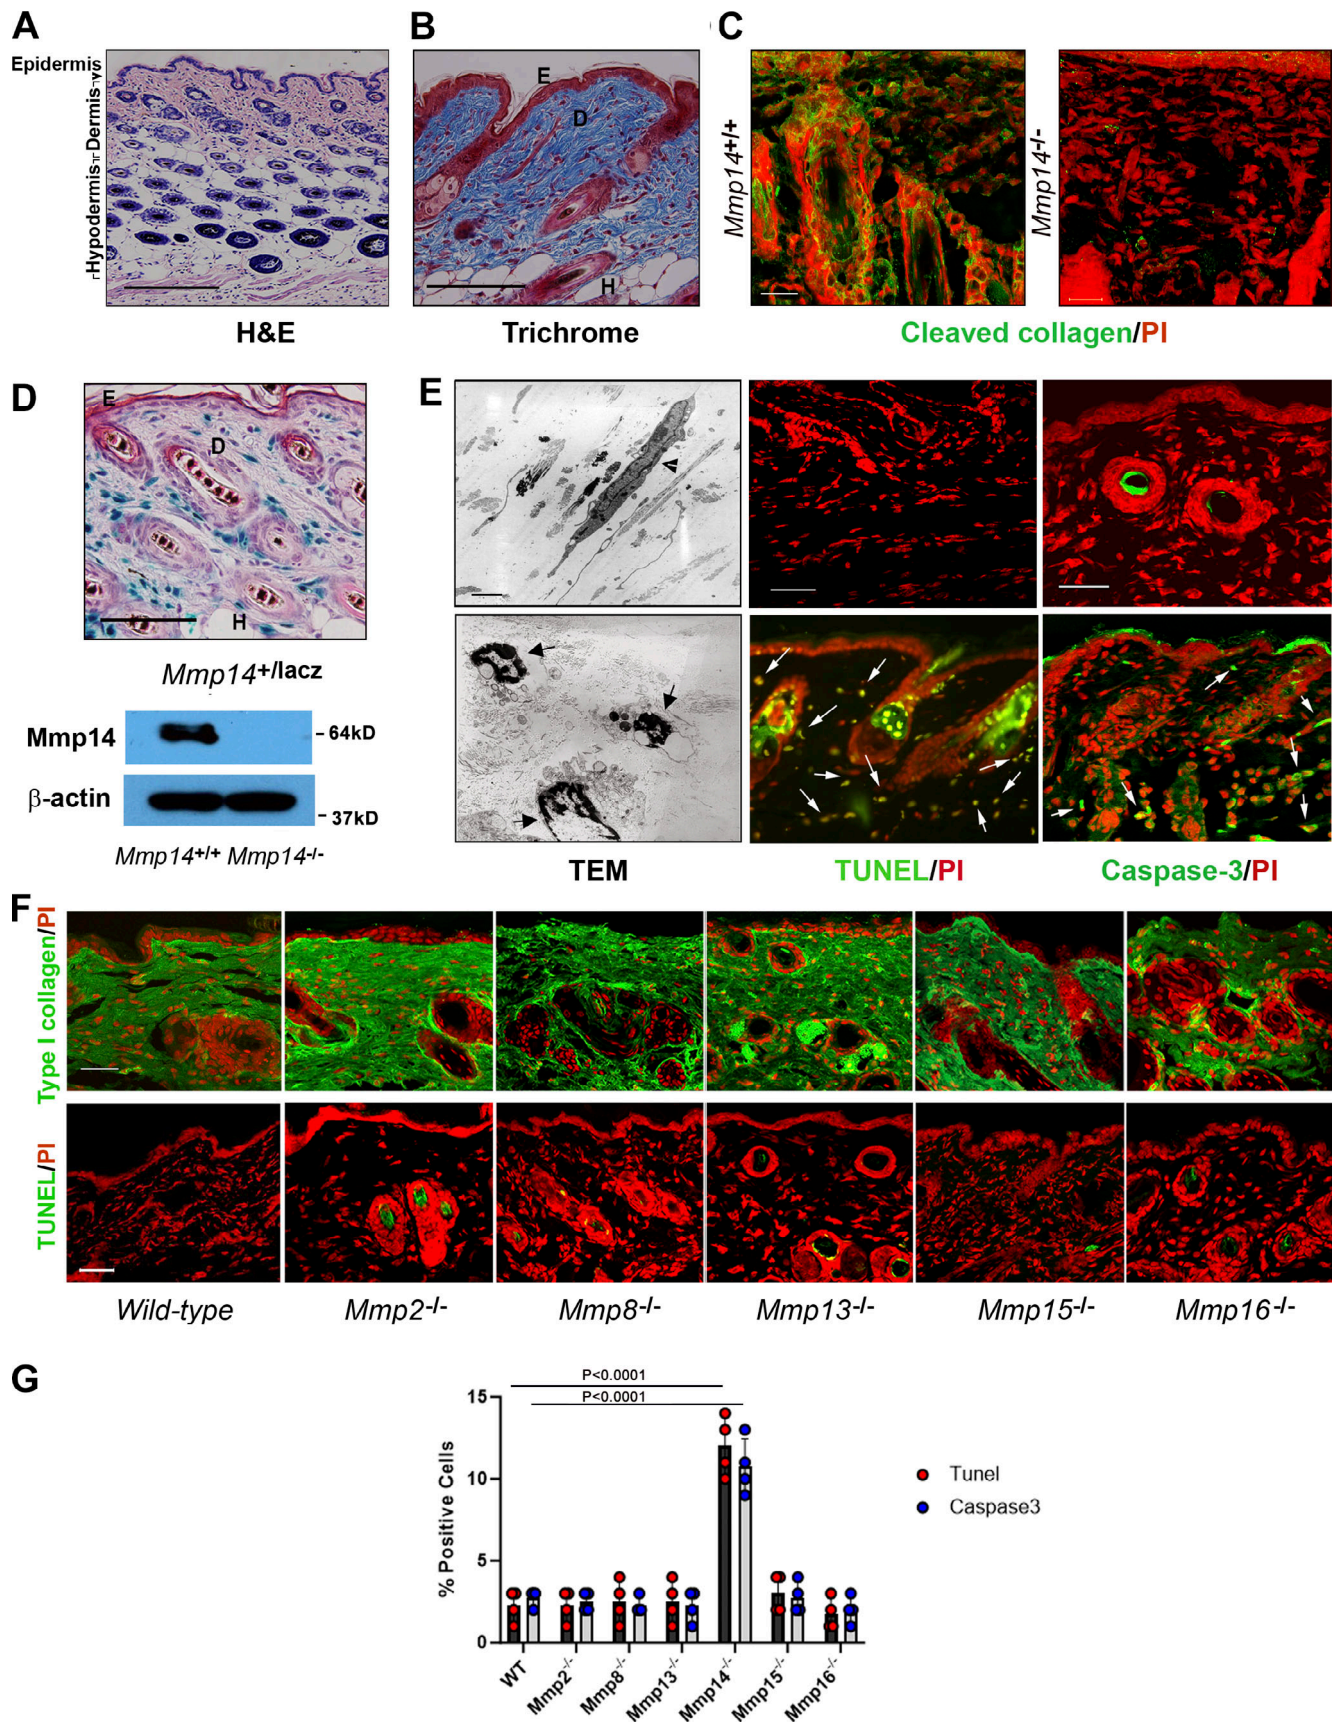 A
Epidermis
Dermis
Hypodermis
H&E
B
E
D
H
Trichrome
C
Mmp14+/+
Mmp14-/-
Cleaved collagen/PI
D
E
D
H
Mmp14+/lacz
Mmp14
64kD
β-actin
37kD
Mmp14+/+ Mmp14-/-
E
TEM
TUNEL/PI
Caspase-3/PI
F
Type I collagen/PI
TUNEL/PI
Wild-type
Mmp2-/-
Mmp8-/-
Mmp13-/-
Mmp15-/-
Mmp16-/-
G
P<0.0001
P<0.0001
% Positive Cells
15
10
5
0
WT
Mmp2-/-
Mmp8-/-
Mmp13-/-
Mmp14-/-
Mmp15-/-
Mmp16-/-
Tunel
Caspase3